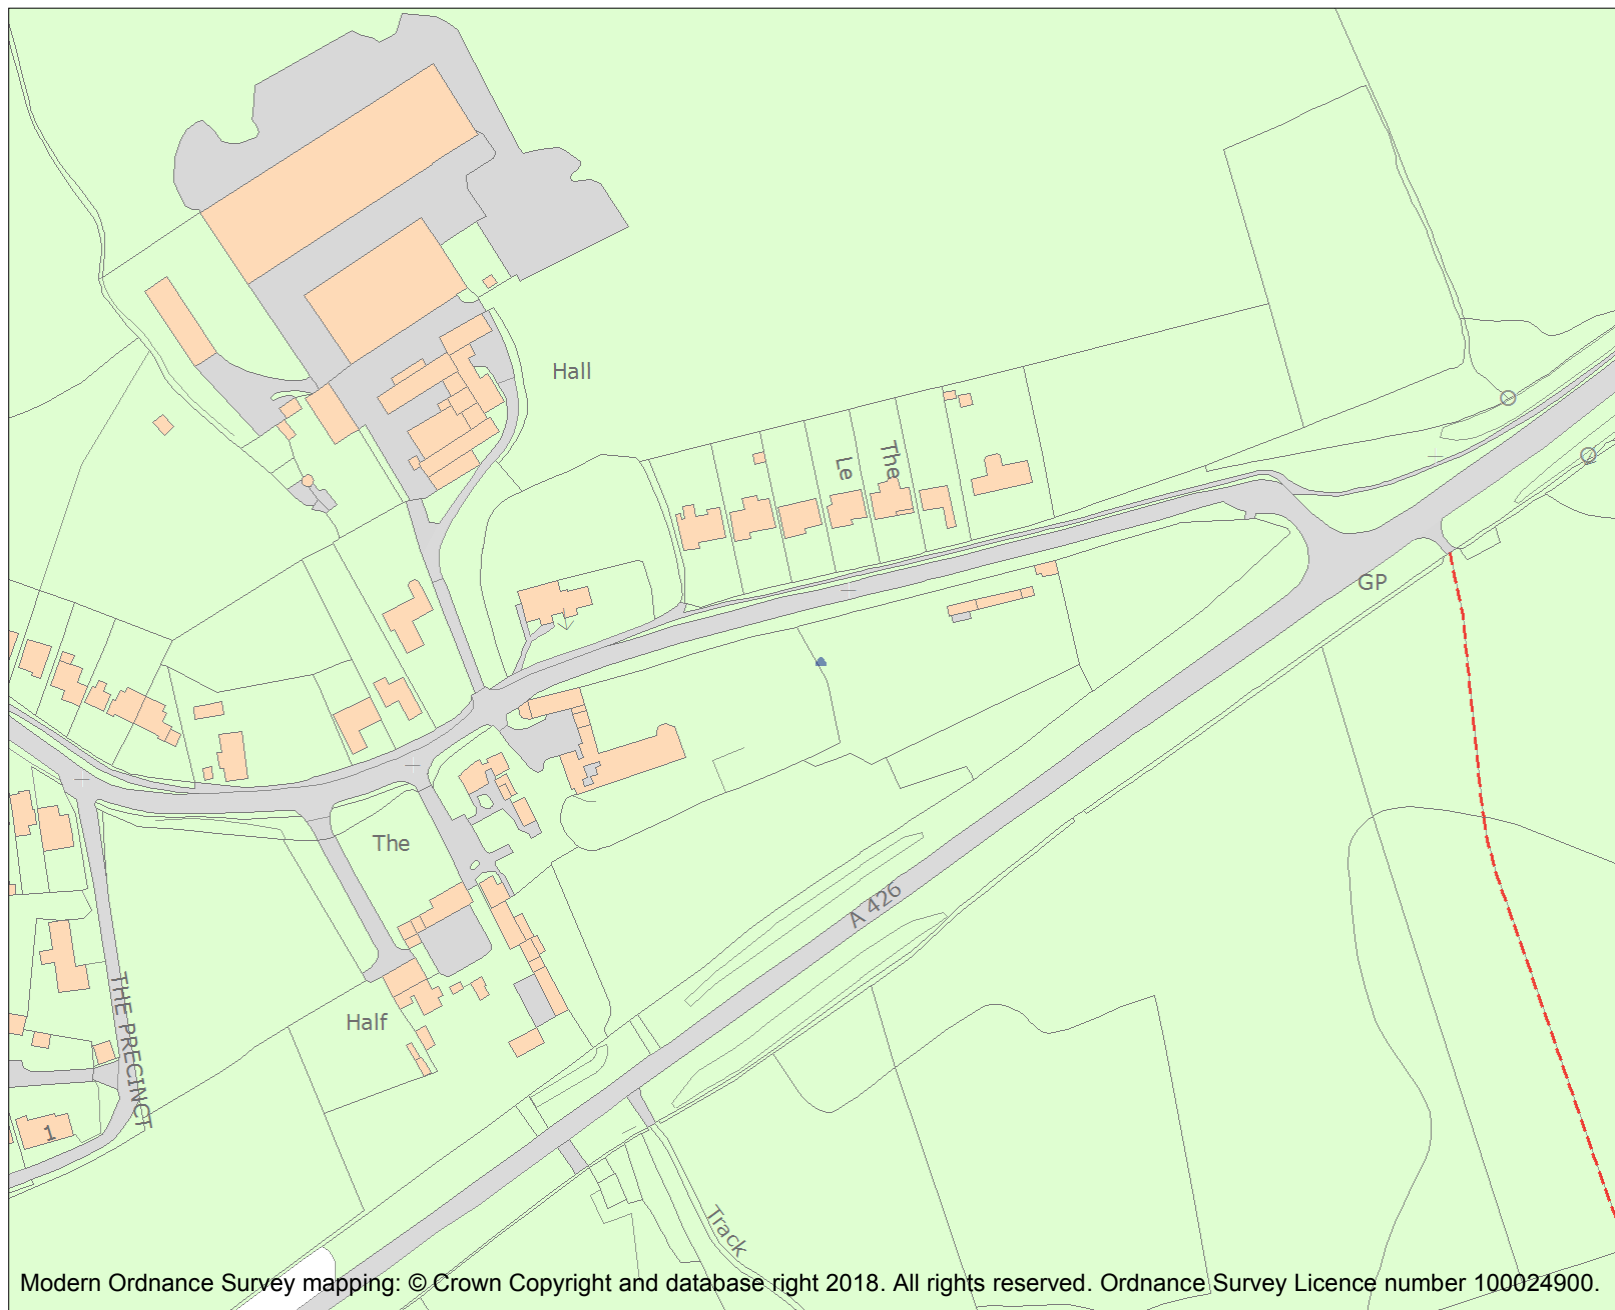 Hall
Le
The
GP
The
A 426
THE PRECINCT
Half
1
Track
Modern Ordnance Survey mapping: © Crown Copyright and database right 2018. All rights reserved. Ordnance Survey Licence number 100024900.